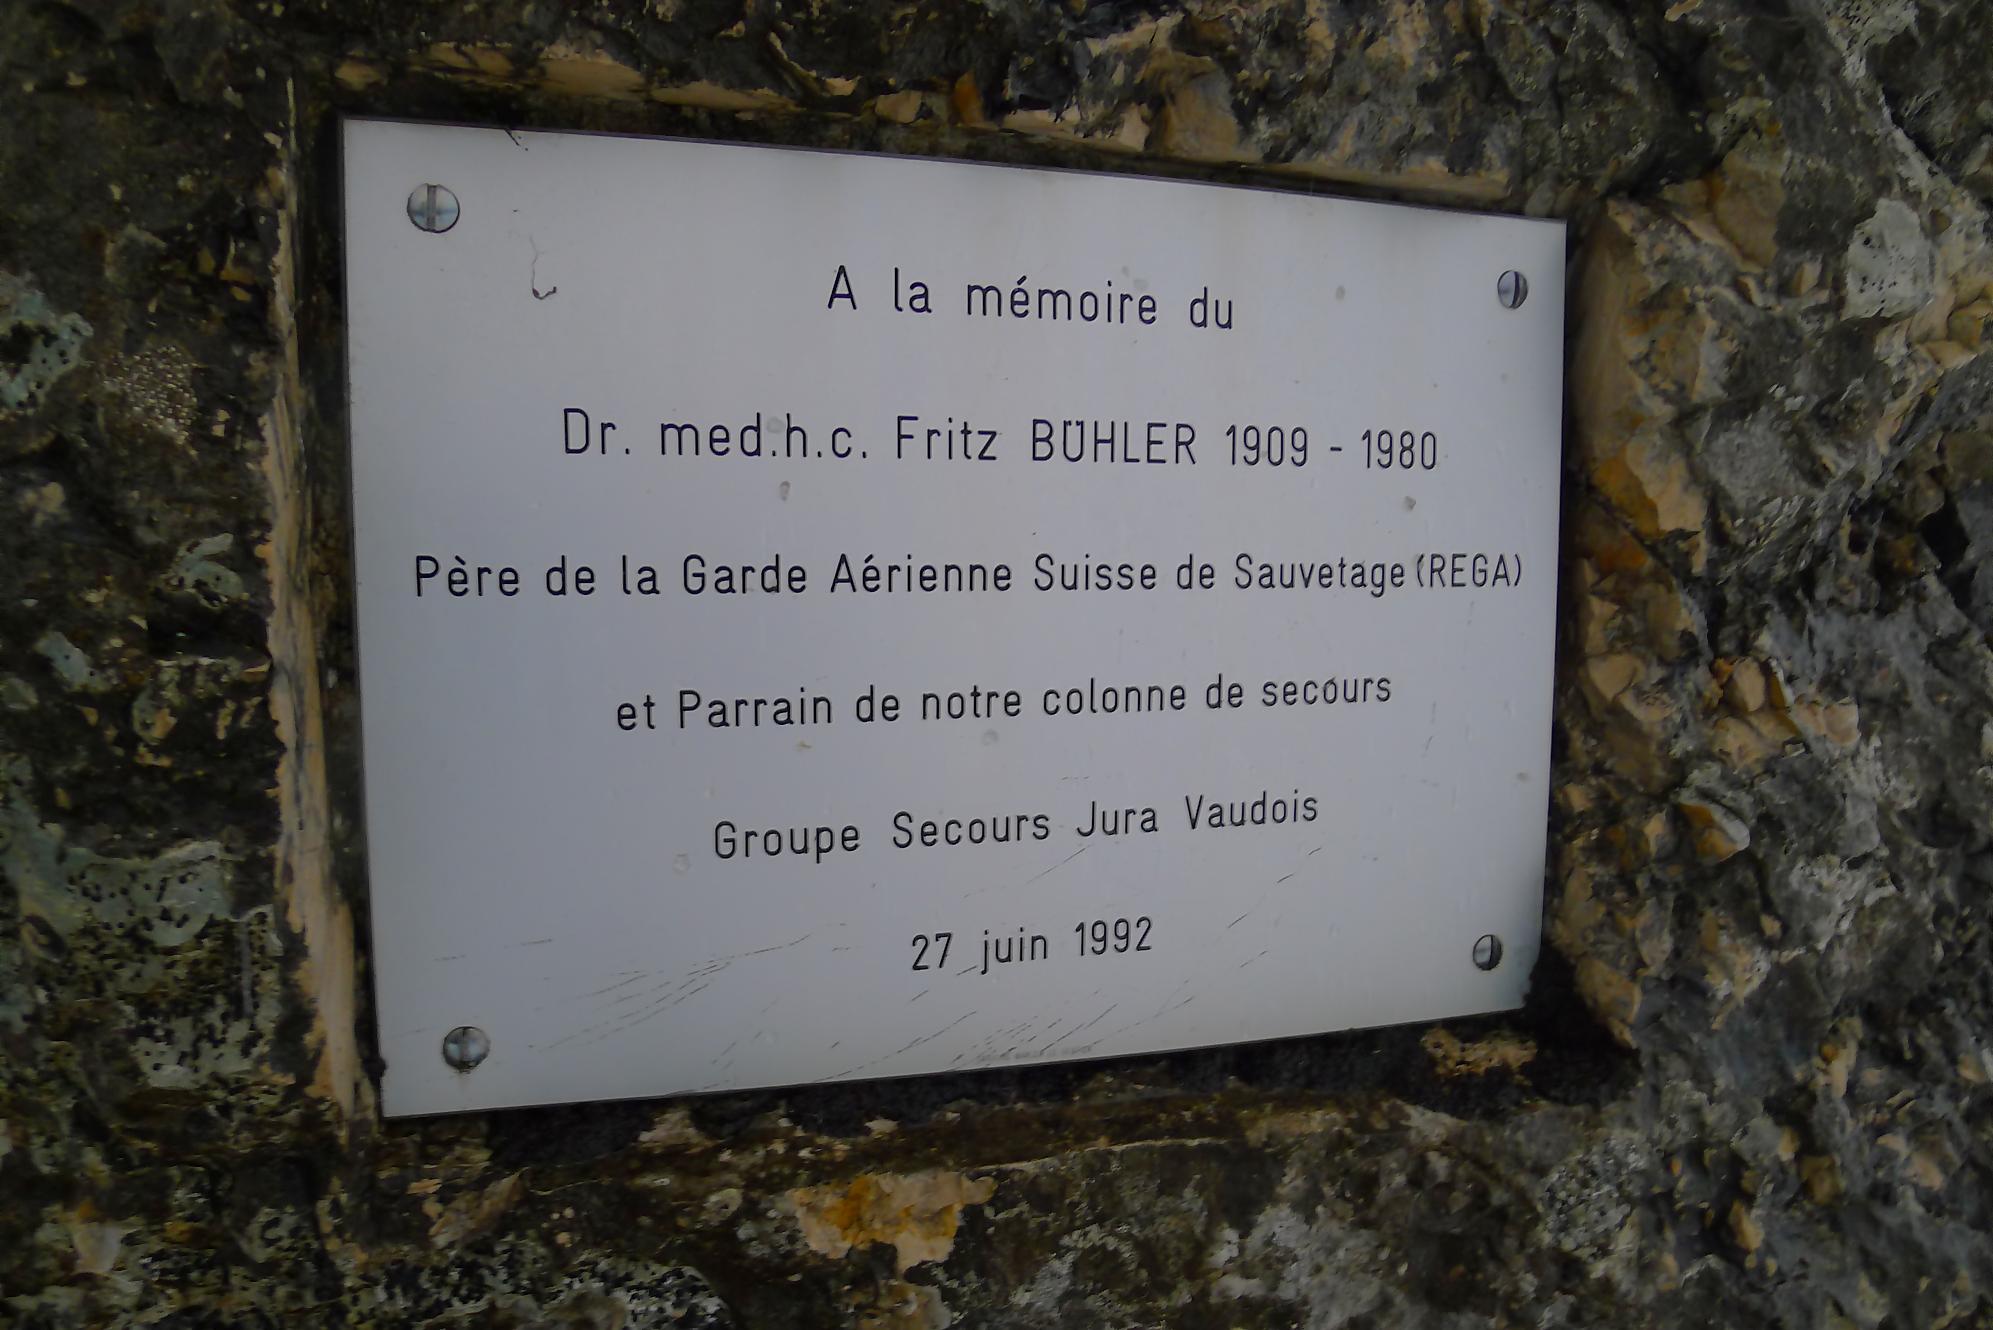 A la mémoire du
Dr. med.h.c. Fritz BÜHLER 1909 - 1980
Père de la Garde Aérienne Suisse de Sauvetage (REGA)
et Parrain de notre colonne de secours
Groupe Secours Jura Vaudois
27 juin 1992